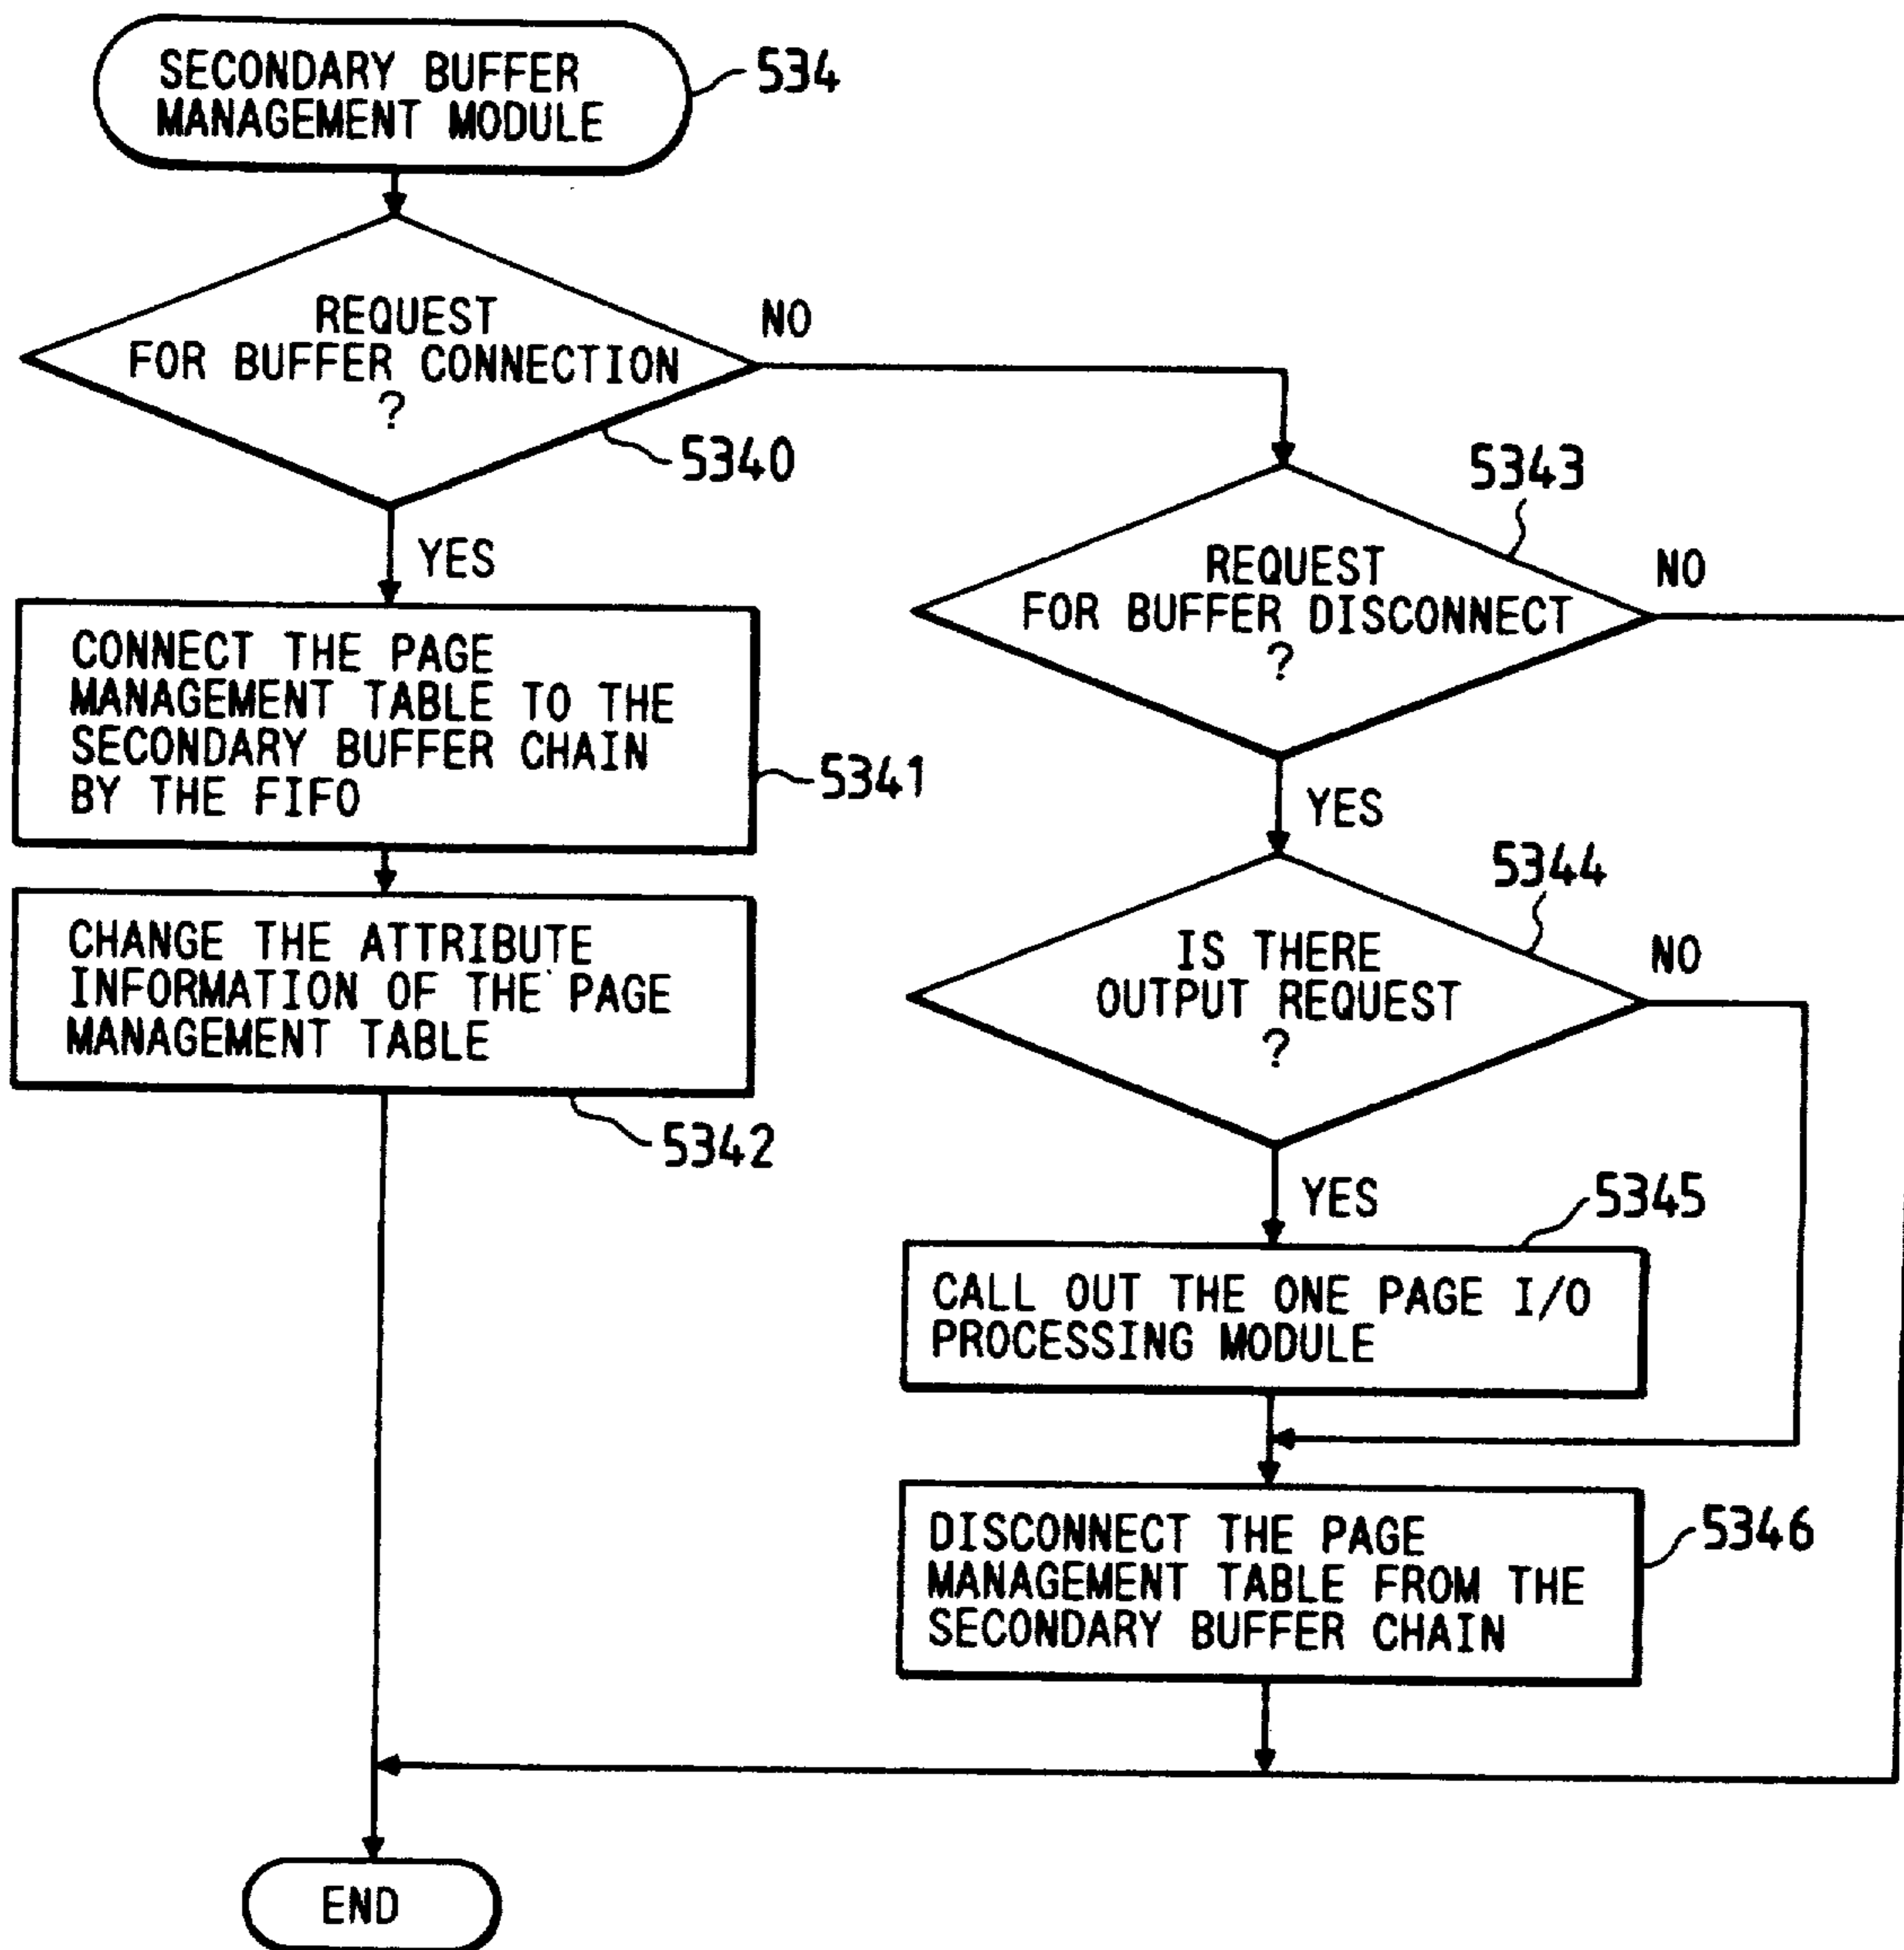 SECONDARY BUFFER
MANAGEMENT MODULE
534
REQUEST
FOR BUFFER CONNECTION
?
NO
5340
YES
CONNECT THE PAGE
MANAGEMENT TABLE TO THE
SECONDARY BUFFER CHAIN
BY THE FIFO
5341
CHANGE THE ATTRIBUTE
INFORMATION OF THE PAGE
MANAGEMENT TABLE
5342
5343
REQUEST
FOR BUFFER DISCONNECT
?
NO
YES
5344
IS THERE
OUTPUT REQUEST
?
NO
YES
5345
CALL OUT THE ONE PAGE I/O
PROCESSING MODULE
DISCONNECT THE PAGE
MANAGEMENT TABLE FROM THE
SECONDARY BUFFER CHAIN
5346
END